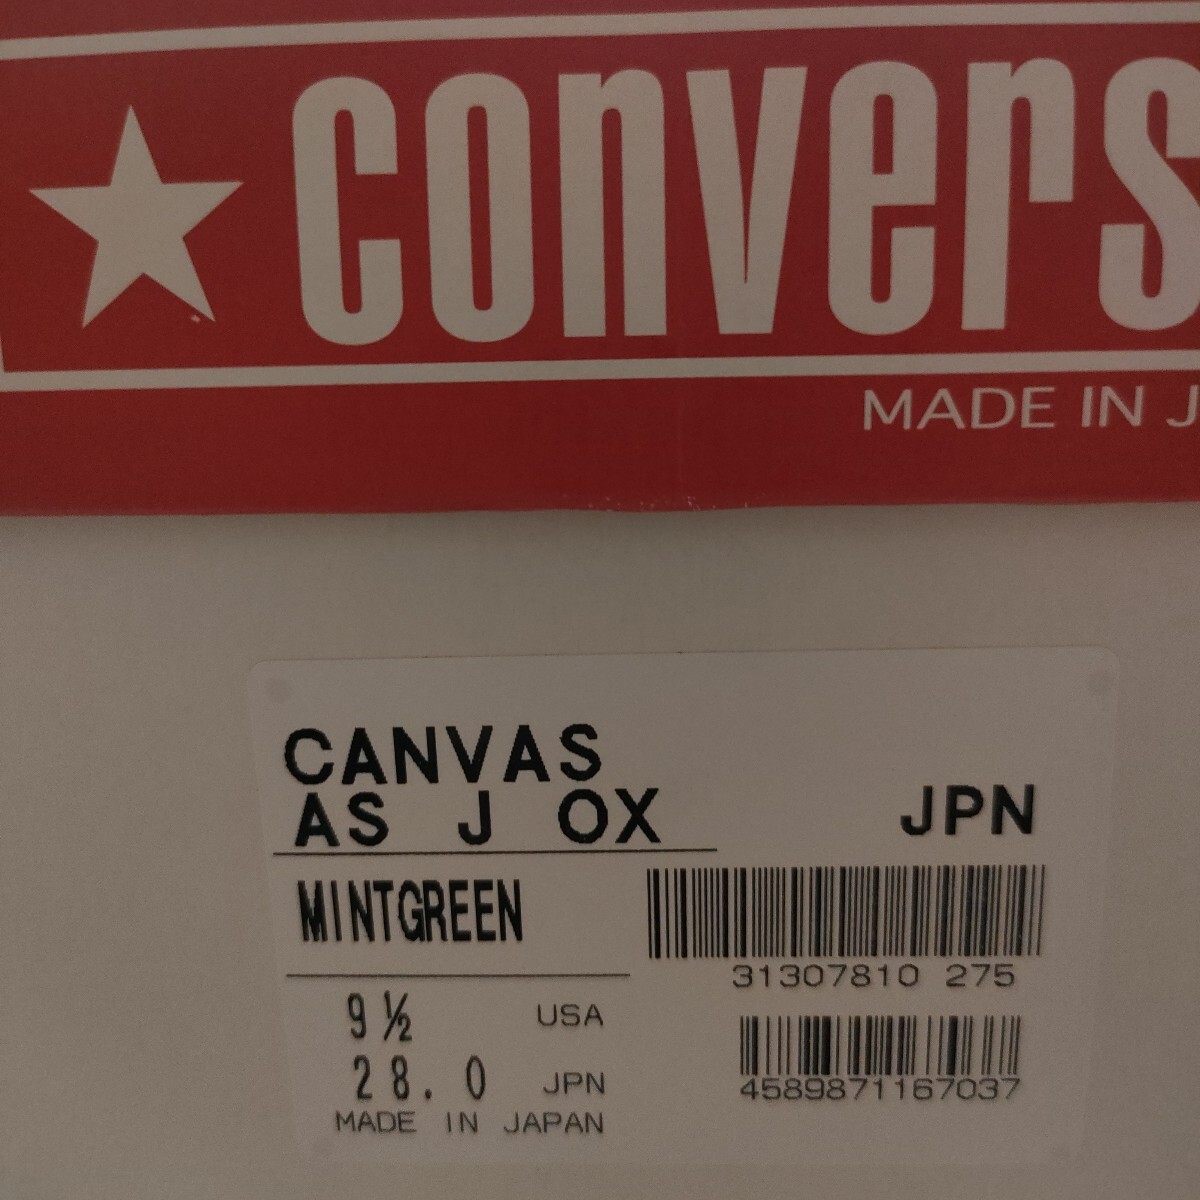 convers
MADE IN J
CANVAS
AS J OX
JPN
MINTGREEN
31307810 275
9½ USA
28.0 JPN
4589871167037
MADE IN JAPAN